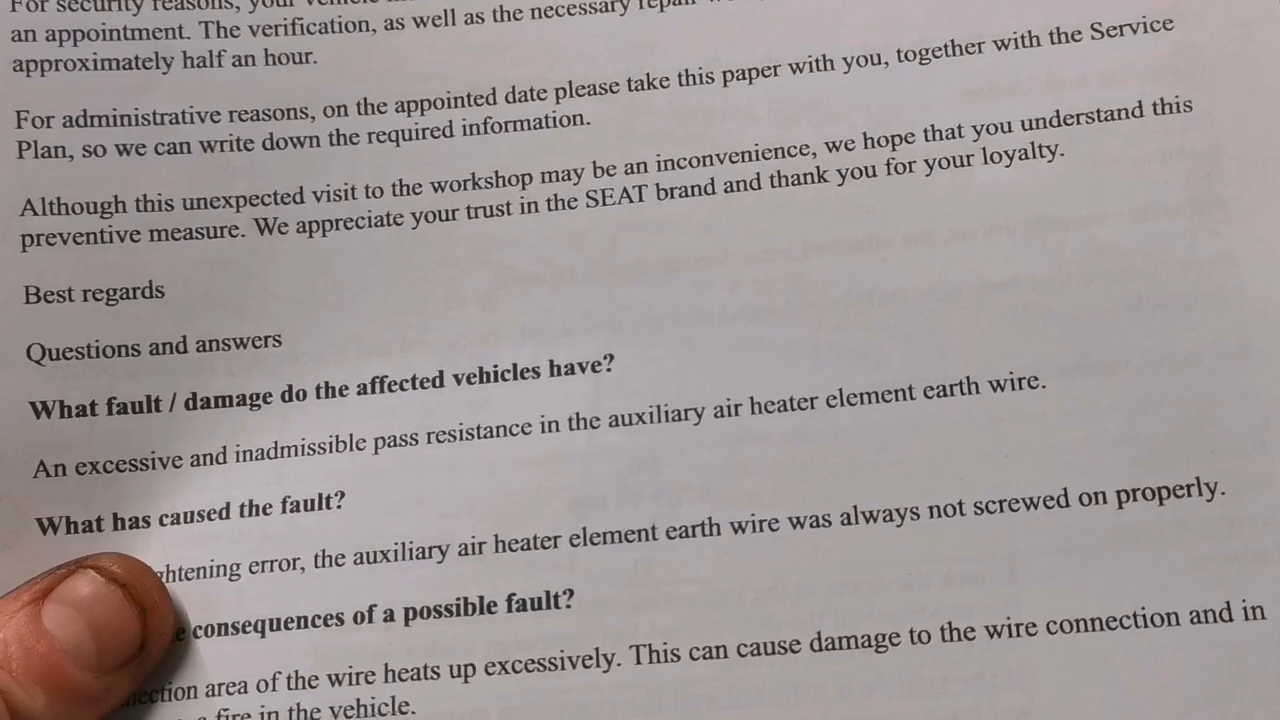 For security reasons, your
an appointment. The verification, as well as the necessary repair
approximately half an hour.
For administrative reasons, on the appointed date please take this paper with you, together with the Service
Plan, so we can write down the required information.
Although this unexpected visit to the workshop may be an inconvenience, we hope that you understand this
preventive measure. We appreciate your trust in the SEAT brand and thank you for your loyalty.
Best regards
Questions and answers
What fault / damage do the affected vehicles have?
An excessive and inadmissible pass resistance in the auxiliary air heater element earth wire.
What has caused the fault?
ghtening error, the auxiliary air heater element earth wire was always not screwed on properly.
consequences of a possible fault?
ection area of the wire heats up excessively. This can cause damage to the wire connection and in
fire in the vehicle.